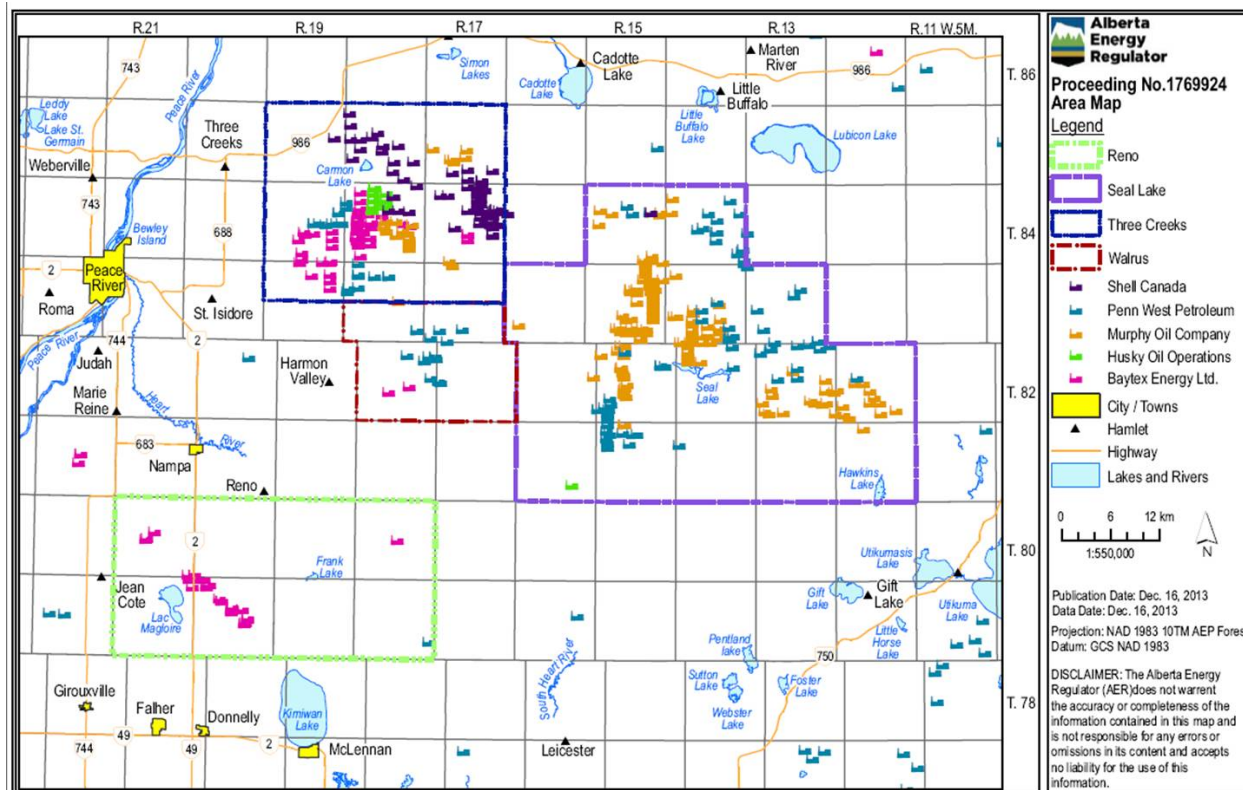 R.21
R.19
R.17
R.15
R.13
R.11 W.5M.
743
Peace River
Simon
Lakes
Cadotte
Lake
Cadotte
Lake
Marten
River
986
T. 86
Leddy
Lake
Lake St.
Germain
Three
Creeks
986
Little
Buffalo
Little
Buffalo
Lake
Lubicon Lake
Weberville
Carmon
Lake
743
Bewley
Island
688
T. 84
2
Peace
River
Roma
St. Isidore
Peace River
744
2
Judah
Harmon
Valley
Marie
Reine
Heart
River
Seal
Lake
T. 82
683
Nampa
Reno
Hawkins
Lake
2
T. 80
Frank
Lake
Jean
Cote
Lac
Magloire
Utikumasis
Lake
Gift
Lake
Gift
Lake
Utikuma
Lake
Little
Horse
Lake
South Heart River
Pentland
lake
750
Sutton
Lake
Foster
Lake
Webster
Lake
T. 78
Girouxville
Falher
Donnelly
Kimiwan
Lake
744
49
49
2
McLennan
Leicester
Alberta
Energy
Regulator
Proceeding No.1769924
Area Map
Legend
Reno
Seal Lake
Three Creeks
Walrus
Shell Canada
Penn West Petroleum
Murphy Oil Company
Husky Oil Operations
Baytex Energy Ltd.
City / Towns
Hamlet
Highway
Lakes and Rivers
0 6 12 km
1:550,000
N
Publication Date: Dec. 16, 2013
Data Date: Dec. 16, 2013
Projection: NAD 1983 10TM AEP Fores
Datum: GCS NAD 1983
DISCLAIMER: The Alberta Energy
Regulator (AER)does not warrent
the accuracy or completeness of the
information contained in this map and
is not responsible for any errors or
omissions in its content and accepts
no liability for the use of this
information.